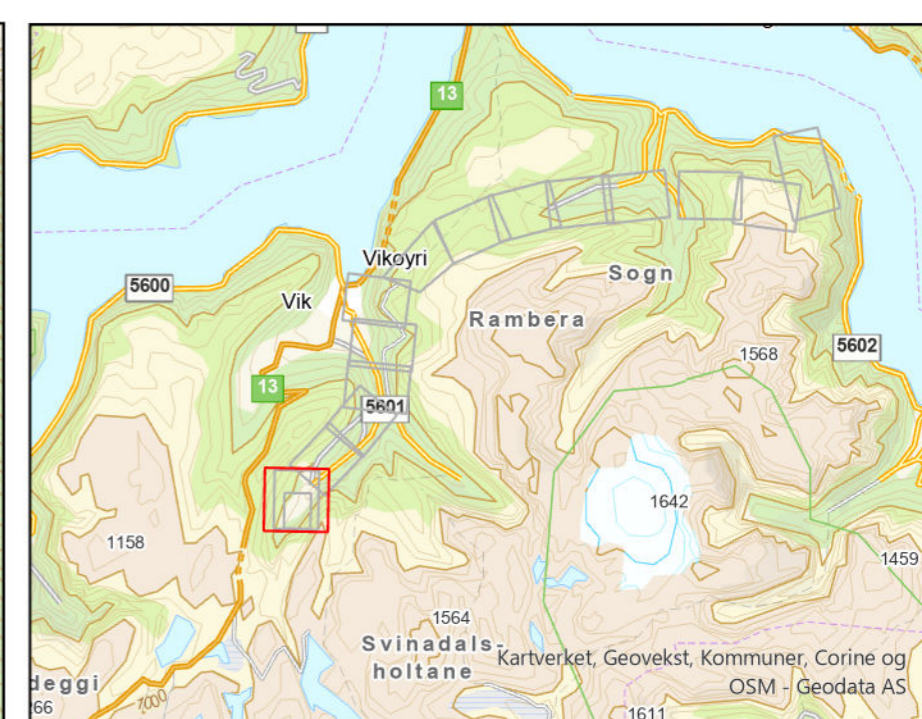 13
Vikøyri
5600
Vik
Sogn
Rambera
1568
5602
13
5601
1642
1158
1459
1564
Svinadals-
holtane
Kartverket, Geovekst, Kommuner, Corine og
OSM - Geodata AS
deggi
1000
1611